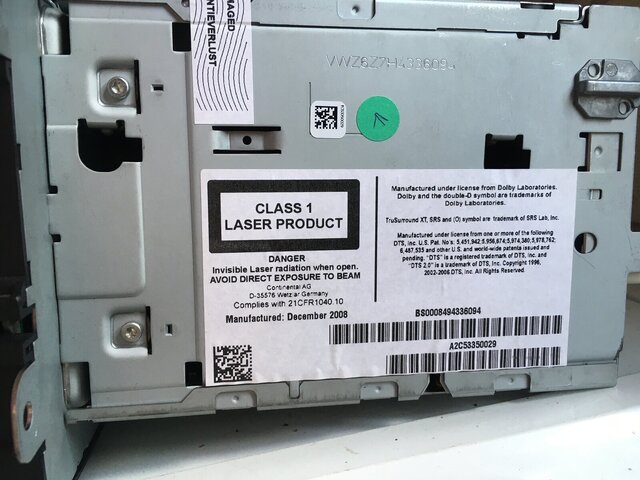 NAGED
NTIEVERLUST
VWZ6Z7H4336094
CLASS 1
LASER PRODUCT
DANGER
Invisible Laser radiation when open.
AVOID DIRECT EXPOSURE TO BEAM
Continental AG
D-35576 Wetzlar Germany
Complies with 21CFR1040.10
Manufactured: December 2008
Manufactured under license from Dolby Laboratories.
Dolby and the double-D symbol are trademarks of
Dolby Laboratories.
TruSurround XT, SRS and (O) symbol are trademark of SRS Lab, Inc.
Manufactured under license from one or more of the following
DTS, Inc. U.S. Pat. No's: 5,451,942;5,956,674;5,974,380;5,978,762;
6,487,535 and other U.S. and world-wide patents issued and
pending. "DTS" is a registered trademark of DTS, Inc. and
"DTS 2.0" is a trademark of DTS, Inc. Copyright 1996,
2002-2006 DTS, Inc. All Rights Reserved.
BS0008494336094
A2C53350029